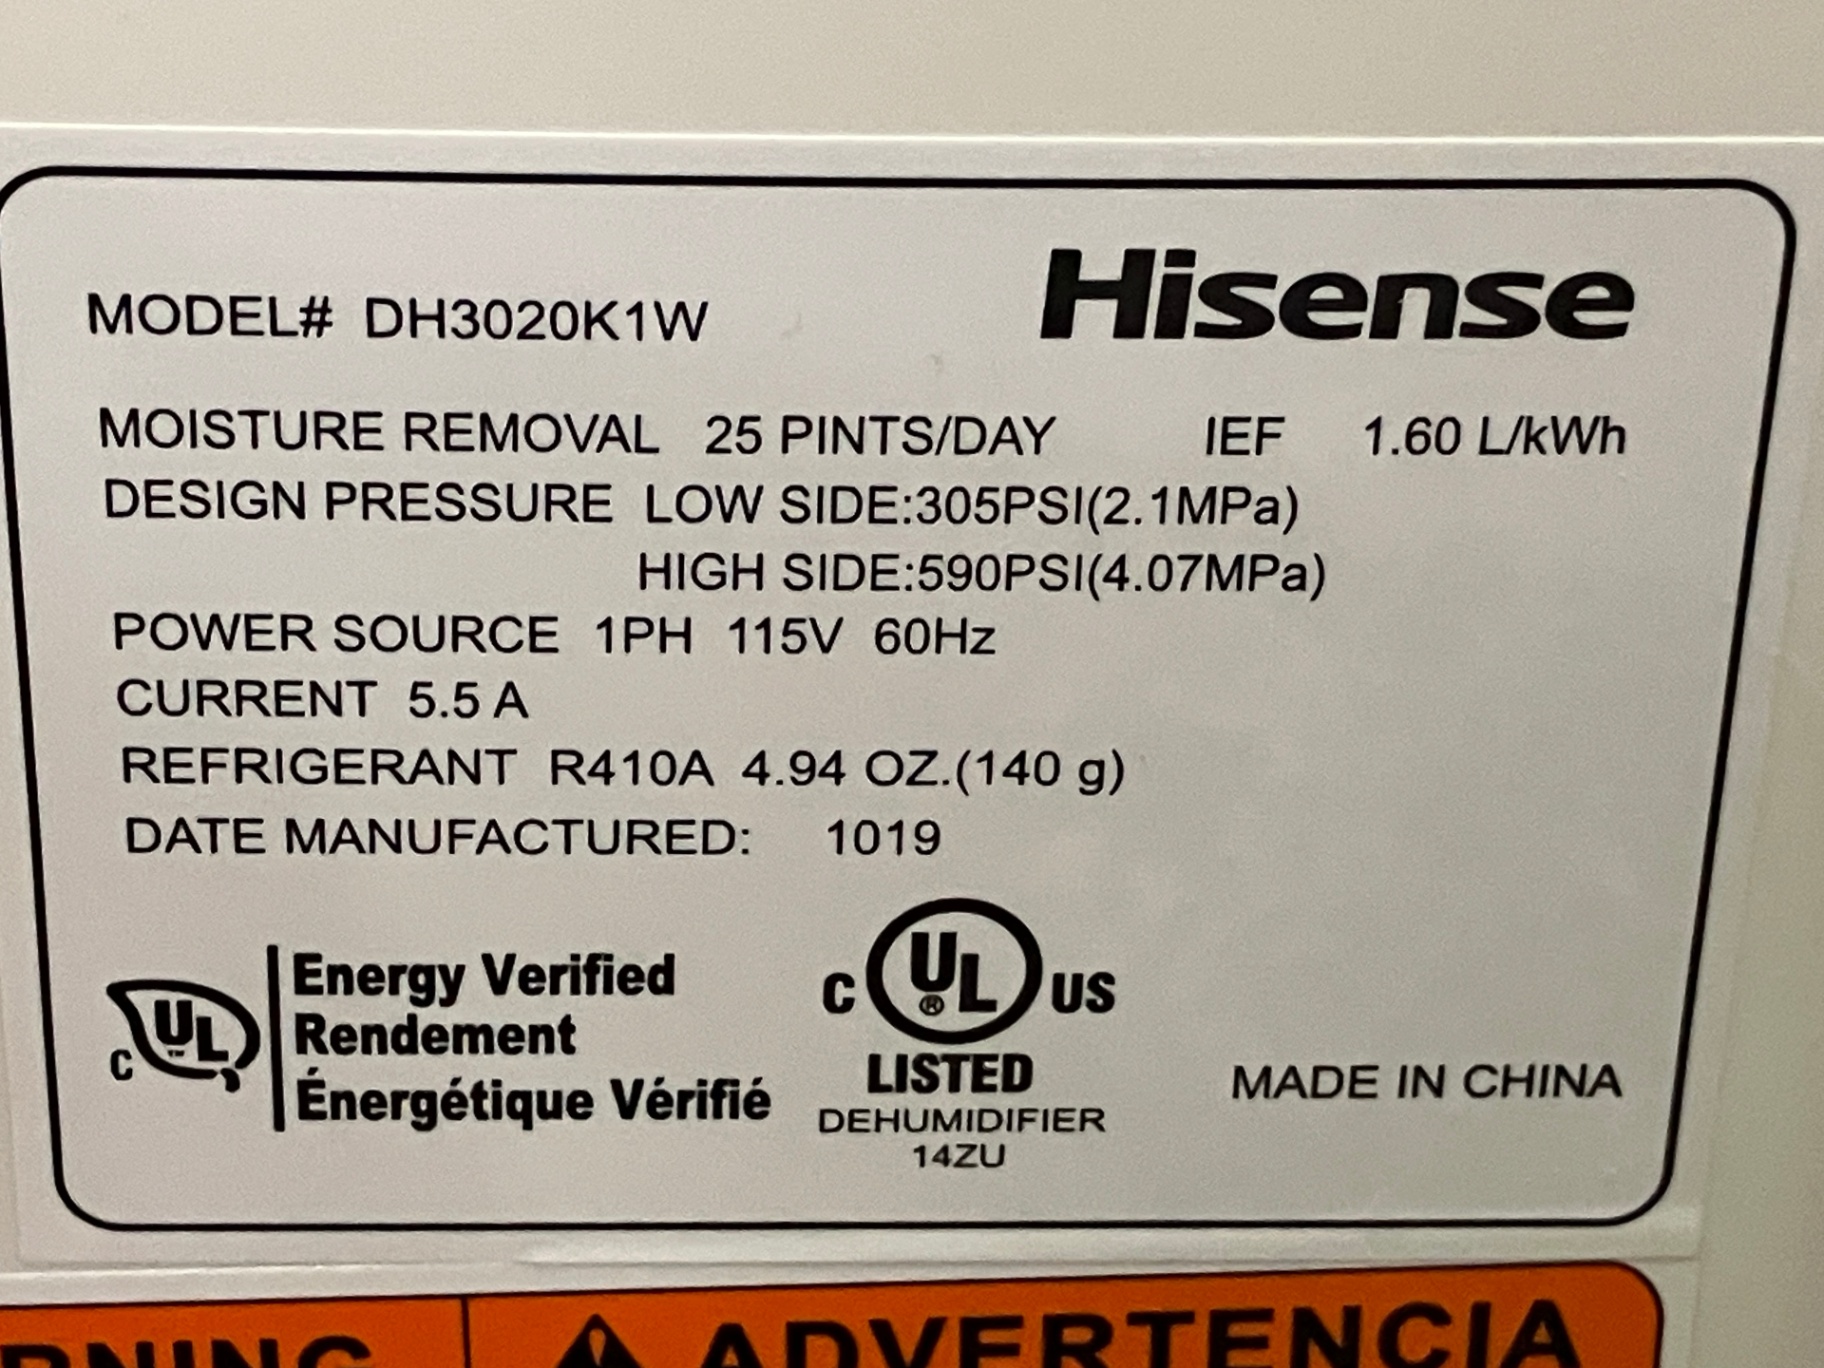 Hisense
MODEL# DH3020K1W
MOISTURE REMOVAL 25 PINTS/DAY IEF 1.60 L/kWh
DESIGN PRESSURE LOW SIDE:305PSI(2.1MPa)
HIGH SIDE:590PSI(4.07MPa)
POWER SOURCE 1PH 115V 60Hz
CURRENT 5.5 A
REFRIGERANT R410A 4.94 OZ.(140 g)
DATE MANUFACTURED: 1019
C UL™
Energy Verified
Rendement
Énergétique Vérifié
C UL® US
LISTED
DEHUMIDIFIER
14ZU
MADE IN CHINA
RNING
ADVERTENCIA